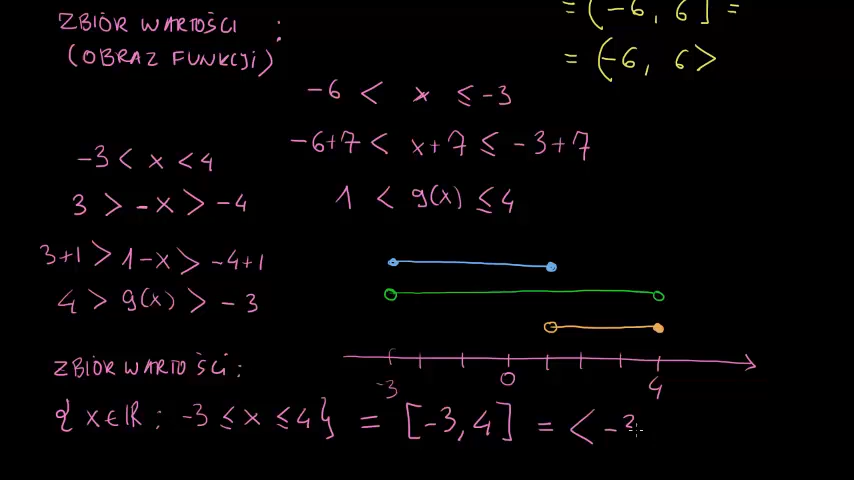 ZBIÓR WARTOŚCI :
(OBRAZ FUNKCJI)
= (-6, 6] =
= (-6, 6>
-6 < x ≤ -3
-6+7 < x+7 ≤ -3+7
1 < g(x) ≤ 4
-3 < x < 4
3 > -x > -4
3+1 > 1-x > -4+1
4 > g(x) > -3
-3 0 4
ZBIÓR WARTOŚCI :
{ x∈ℝ : -3 ≤ x ≤ 4 } = [-3, 4] = < -3